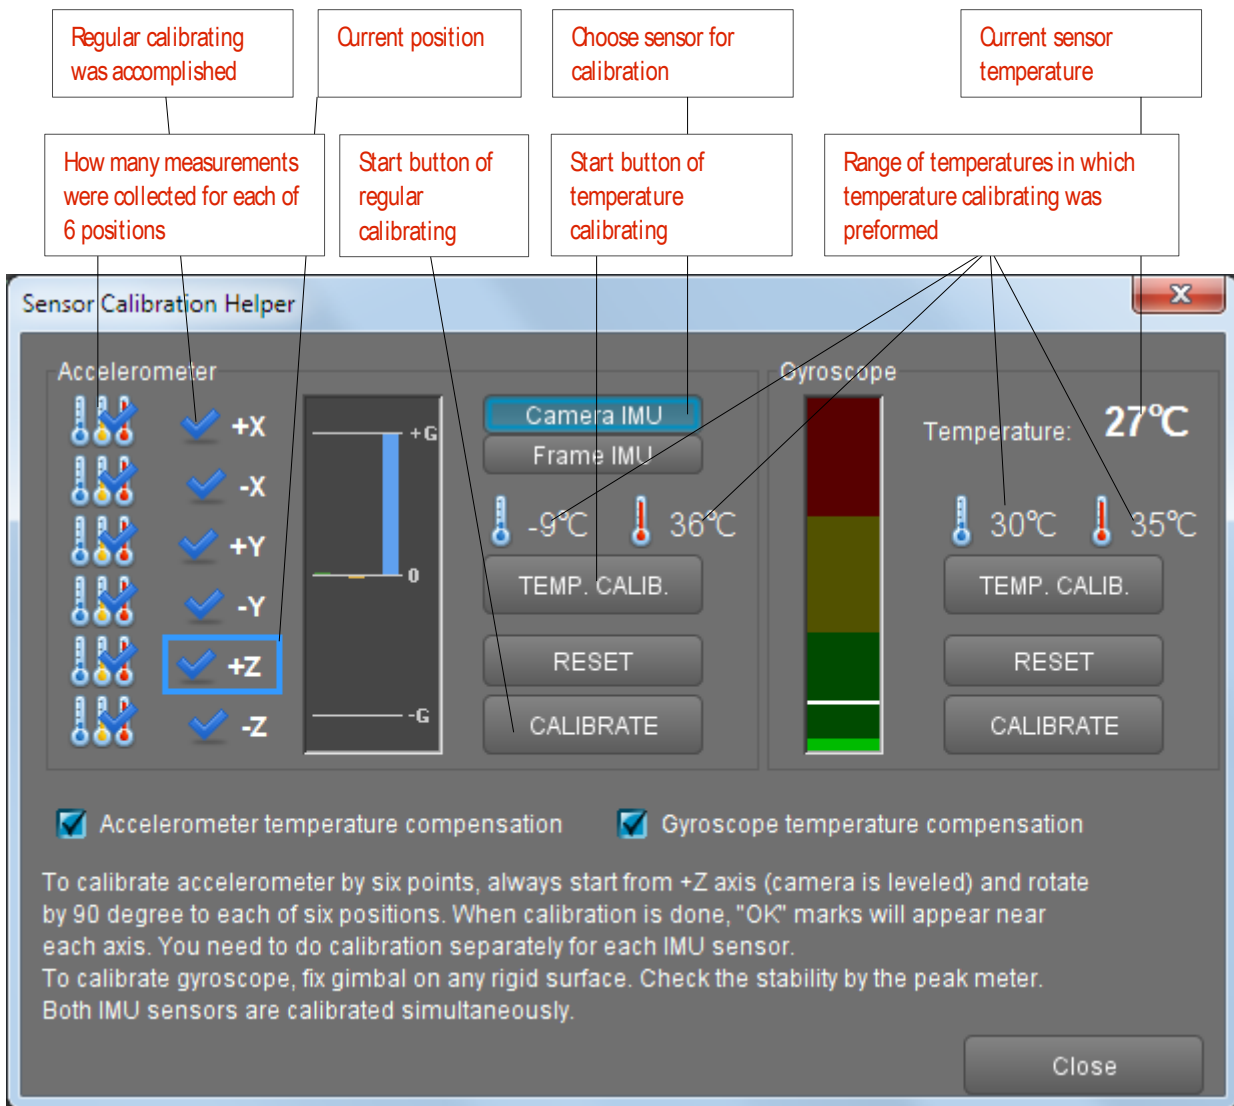 Regular calibrating
was accomplished
Current position
Choose sensor for
calibration
Current sensor
temperature
How many measurements
were collected for each of
6 positions
Start button of
regular
calibrating
Start button of
temperature
calibrating
Range of temperatures in which
temperature calibrating was
preformed
Sensor Calibration Helper
x
Accelerometer
+X
-X
+Y
-Y
+Z
-Z
+G
0
-G
Camera IMU
Frame IMU
-9°C 36°C
TEMP. CALIB.
RESET
CALIBRATE
Gyroscope
Temperature: 27°C
30°C 35°C
TEMP. CALIB.
RESET
CALIBRATE
Accelerometer temperature compensation
Gyroscope temperature compensation
To calibrate accelerometer by six points, always start from +Z axis (camera is leveled) and rotate
by 90 degree to each of six positions. When calibration is done, "OK" marks will appear near
each axis. You need to do calibration separately for each IMU sensor.
To calibrate gyroscope, fix gimbal on any rigid surface. Check the stability by the peak meter.
Both IMU sensors are calibrated simultaneously.
Close